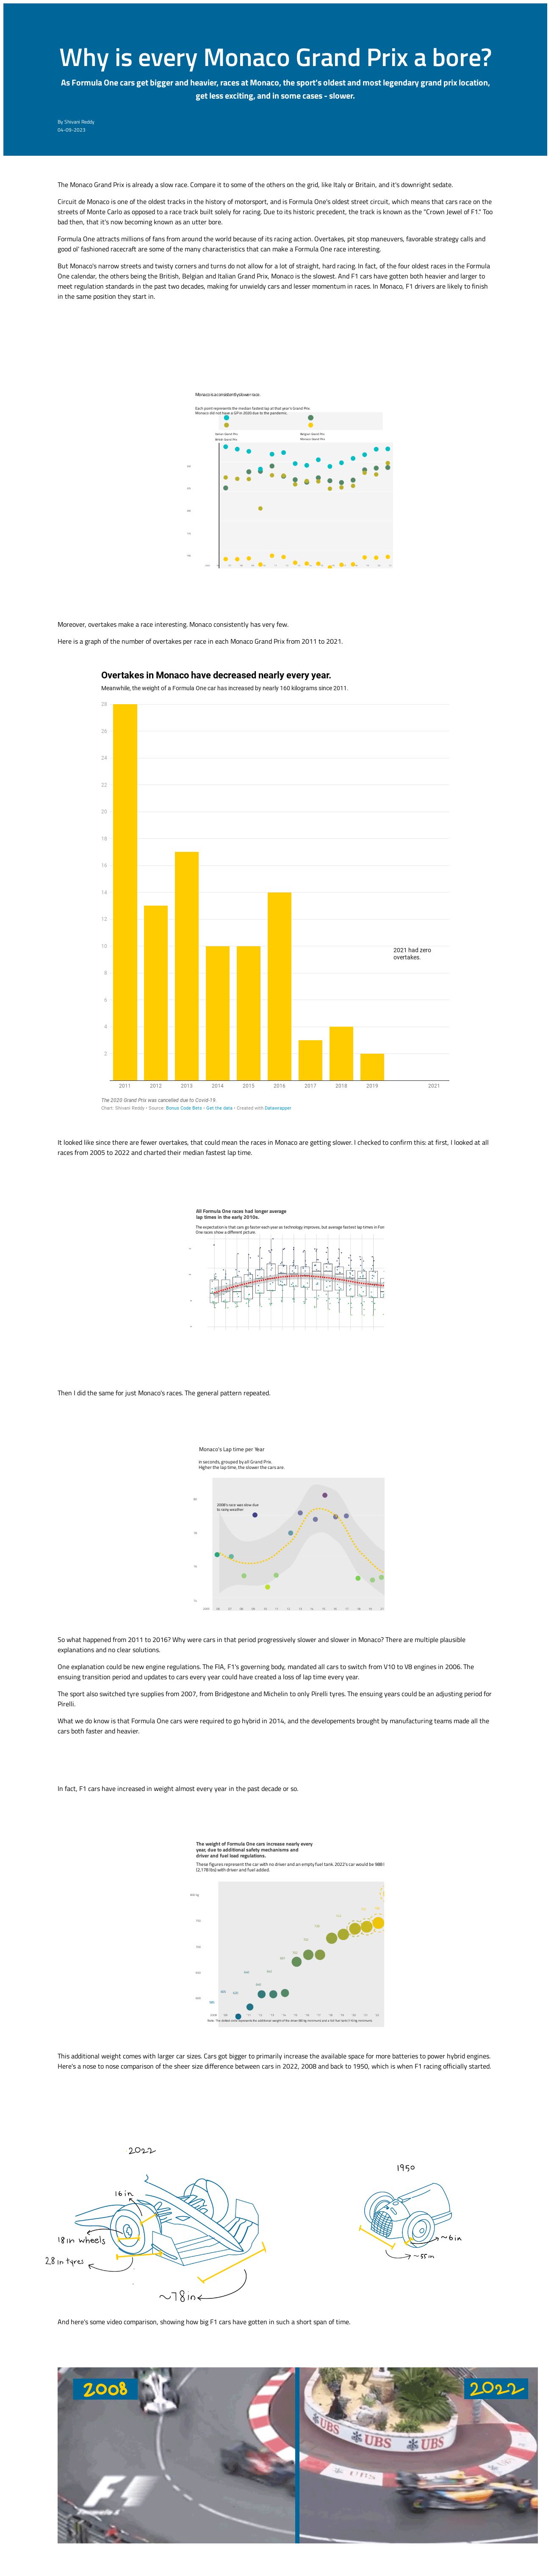 Why is every Monaco Grand Prix a bore?
As Formula One cars get bigger and heavier, races at Monaco, the sport's oldest and most legendary grand prix location,
get less exciting, and in some cases - slower.
By Shivani Reddy
04-09-2023
The Monaco Grand Prix is already a slow race. Compare it to some of the others on the grid, like Italy or Britain, and it's downright sedate.
Circuit de Monaco is one of the oldest tracks in the history of motorsport, and is Formula One's oldest street circuit, which means that cars race on the
streets of Monte Carlo as opposed to a race track built solely for racing. Due to its historic precedent, the track is known as the "Crown Jewel of F1." Too
bad then, that it's now becoming known as an utter bore.
Formula One attracts millions of fans from around the world because of its racing action. Overtakes, pit stop maneuvers, favorable strategy calls and
good ol' fashioned racecraft are some of the many characteristics that can make a Formula One race interesting.
But Monaco's narrow streets and twisty corners and turns do not allow for a lot of straight, hard racing. In fact, of the four oldest races in the Formula
One calendar, the others being the British, Belgian and Italian Grand Prix, Monaco is the slowest. And F1 cars have gotten both heavier and larger to
meet regulation standards in the past two decades, making for unwieldy cars and lesser momentum in races. In Monaco, F1 drivers are likely to finish
in the same position they start in.
Monaco is a consistently slower race.
Each point represents the median fastest lap at that year's Grand Prix.
Monaco did not have a GP in 2020 due to the pandemic.
Italian Grand Prix
Belgian Grand Prix
British Grand Prix
Monaco Grand Prix
Moreover, overtakes make a race interesting. Monaco consistently has very few.
Here is a graph of the number of overtakes per race in each Monaco Grand Prix from 2011 to 2021.
Overtakes in Monaco have decreased nearly every year.
Meanwhile, the weight of a Formula One car has increased by nearly 160 kilograms since 2011.
28
26
24
22
20
18
16
14
12
10
8
6
4
2
2021 had zero
overtakes.
2011 2012 2013 2014 2015 2016 2017 2018 2019 2021
The 2020 Grand Prix was cancelled due to Covid-19.
Chart: Shivani Reddy • Source: Bonus Code Bets • Get the data • Created with Datawrapper
It looked like since there are fewer overtakes, that could mean the races in Monaco are getting slower. I checked to confirm this: at first, I looked at all
races from 2005 to 2022 and charted their median fastest lap time.
All Formula One races had longer average
lap times in the early 2010s.
The expectation is that cars go faster each year as technology improves, but average fastest lap times in For
One races show a different picture.
Then I did the same for just Monaco's races. The general pattern repeated.
Monaco's Lap time per Year
in seconds, grouped by all Grand Prix.
Higher the lap time, the slower the cars are.
2008's race was slow due
to rainy weather
So what happened from 2011 to 2016? Why were cars in that period progressively slower and slower in Monaco? There are multiple plausible
explanations and no clear solutions.
One explanation could be new engine regulations. The FIA, F1's governing body, mandated all cars to switch from V10 to V8 engines in 2006. The
ensuing transition period and updates to cars every year could have created a loss of lap time every year.
The sport also switched tyre supplies from 2007, from Bridgestone and Michelin to only Pirelli tyres. The ensuing years could be an adjusting period for
Pirelli.
What we do know is that Formula One cars were required to go hybrid in 2014, and the developements brought by manufacturing teams made all the
cars both faster and heavier.
In fact, F1 cars have increased in weight almost every year in the past decade or so.
The weight of Formula One cars increase nearly every
year, due to additional safety mechanisms and
driver and fuel load regulations.
These figures represent the car with no driver and an empty fuel tank. 2022's car would be 988
(2,178 lbs) with driver and fuel added.
This additional weight comes with larger car sizes. Cars got bigger to primarily increase the available space for more batteries to power hybrid engines.
Here's a nose to nose comparison of the sheer size difference between cars in 2022, 2008 and back to 1950, which is when F1 racing officially started.
2022
1950
16 in
18 in wheels
28 in tyres
~78 in
~6 in
~55 in
And here's some video comparison, showing how big F1 cars have gotten in such a short span of time.
2008
2022
UBS
UBS
UBS
F1